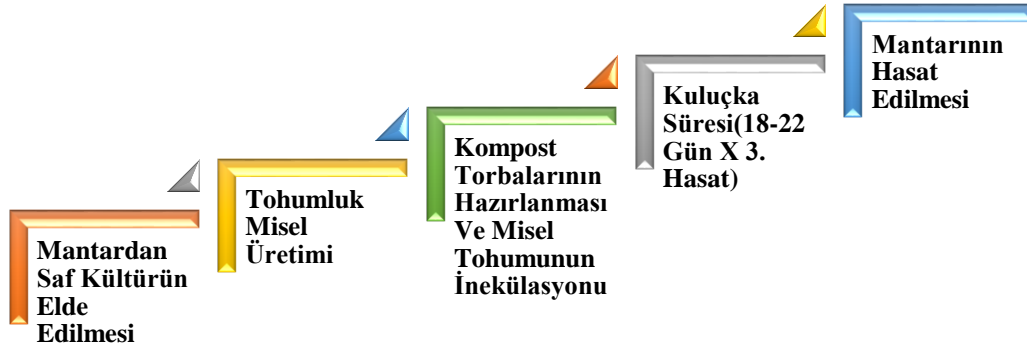 Mantardan
Saf Kültürün
Elde
Edilmesi
Tohumluk
Misel
Üretimi
Kompost
Torbalarının
Hazırlanması
Ve Misel
Tohumunun
İnekülasyonu
Kuluçka
Süresi(18-22
Gün X 3.
Hasat)
Mantarının
Hasat
Edilmesi